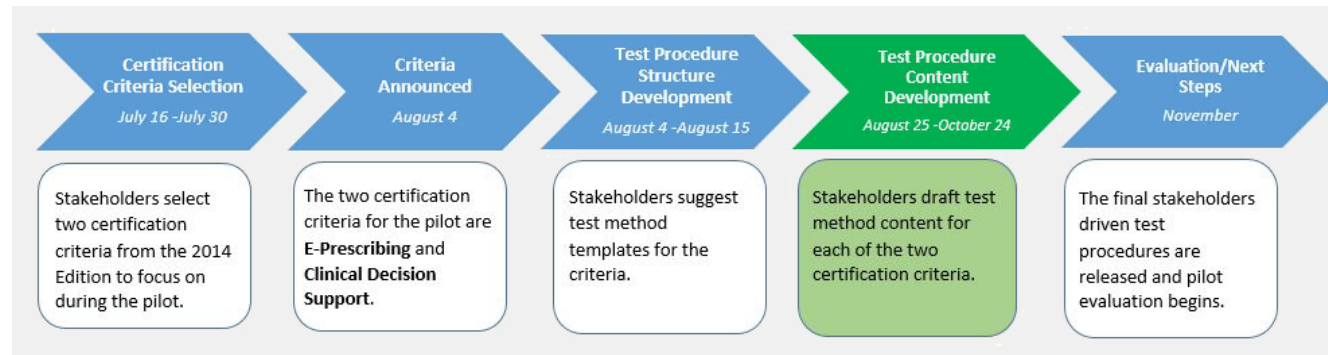 Certification
Criteria Selection
July 16 -July 30
Criteria
Announced
August 4
Test Procedure
Structure
Development
August 4 -August 15
Test Procedure
Content
Development
August 25 -October 24
Evaluation/Next
Steps
November
Stakeholders select
two certification
criteria from the 2014
Edition to focus on
during the pilot.
The two certification
criteria for the pilot are
E-Prescribing and
Clinical Decision
Support.
Stakeholders suggest
test method
templates for the
criteria.
Stakeholders draft test
method content for
each of the two
certification criteria.
The final stakeholders
driven test
procedures are
released and pilot
evaluation begins.